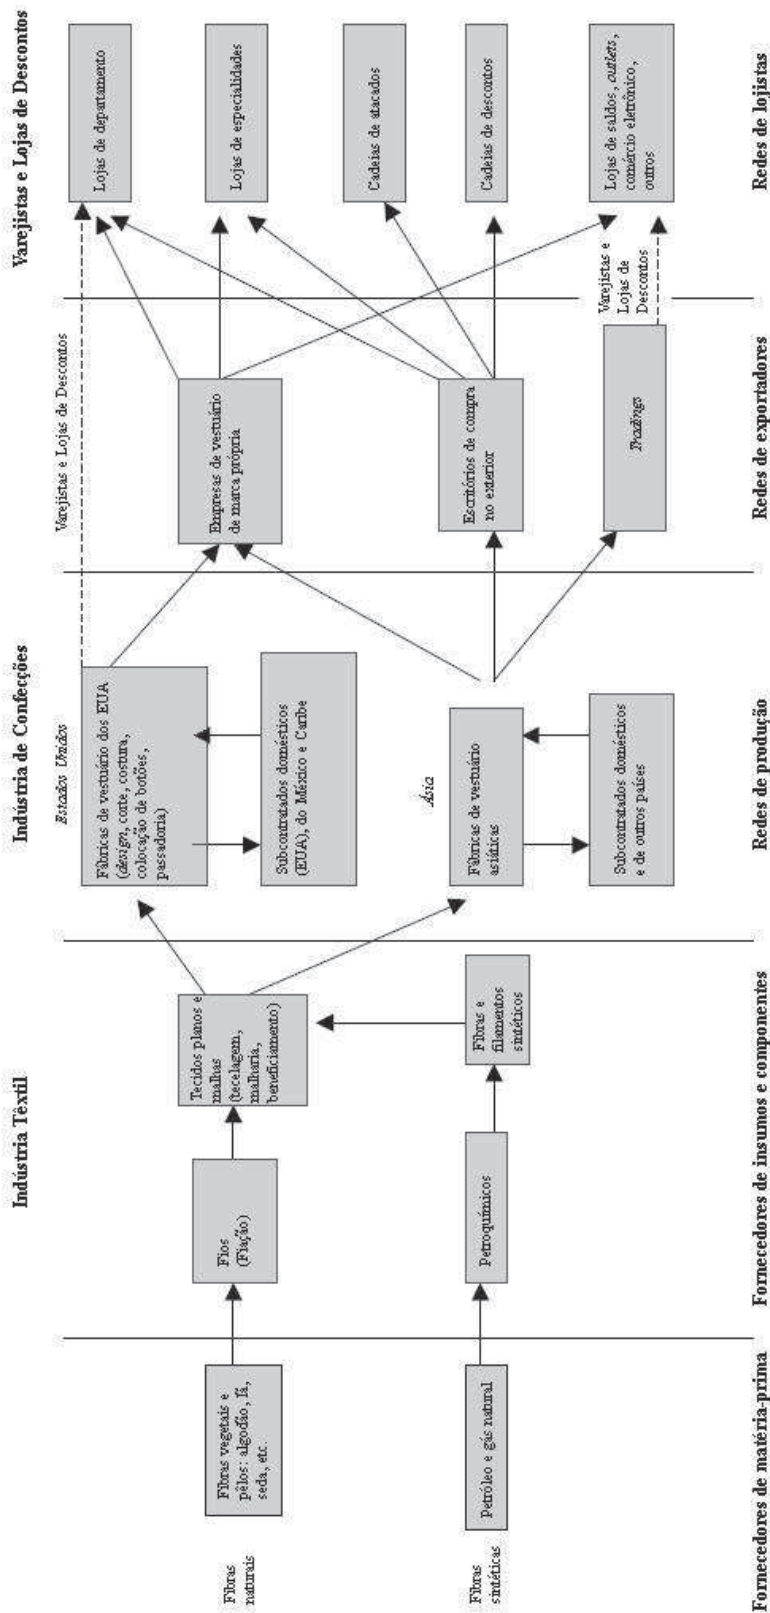 Indústria Têxtil
Indústria de Confecções
Varejistas e Lojas de Descontos
Fibras
naturais
Fibras vegetais e
pêlos: algodão, lã,
seda, etc.
Fibras
sintéticas
Petróleo e gás natural
Fios
(Fiação)
Tecidos planos e
malhas
(tecelagem,
malharia,
beneficiamento)
Petroquímicos
Fibras e
filamentos
sintéticos
Estados Unidos
Fábricas de vestuário dos EUA
(design, corte, costura,
colocação de botões,
passadoria)
Subcontratados domésticos
(EUA), do México e Caribe
Ásia
Fábricas de vestuário
asiáticas
Subcontratados domésticos
e de outros países
Varejistas e Lojas de Descontos
Empresas de vestuário
de marca própria
Escritórios de compra
no exterior
Tradings
Varejistas e
Lojas de
Descontos
Lojas de departamento
Lojas de especialidades
Cadeias de atacados
Cadeias de descontos
Lojas de saldos, outlets,
comércio eletrônico,
outros
Fornecedores de matéria-prima
Fornecedores de insumos e componentes
Redes de produção
Redes de exportadores
Redes de lojistas